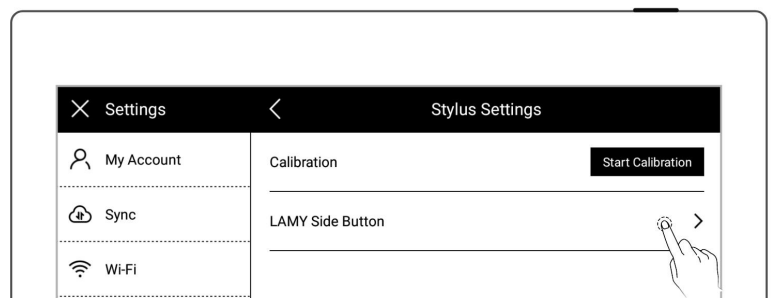 Settings
Stylus Settings
My Account
Calibration
Start Calibration
Sync
LAMY Side Button
Wi-Fi